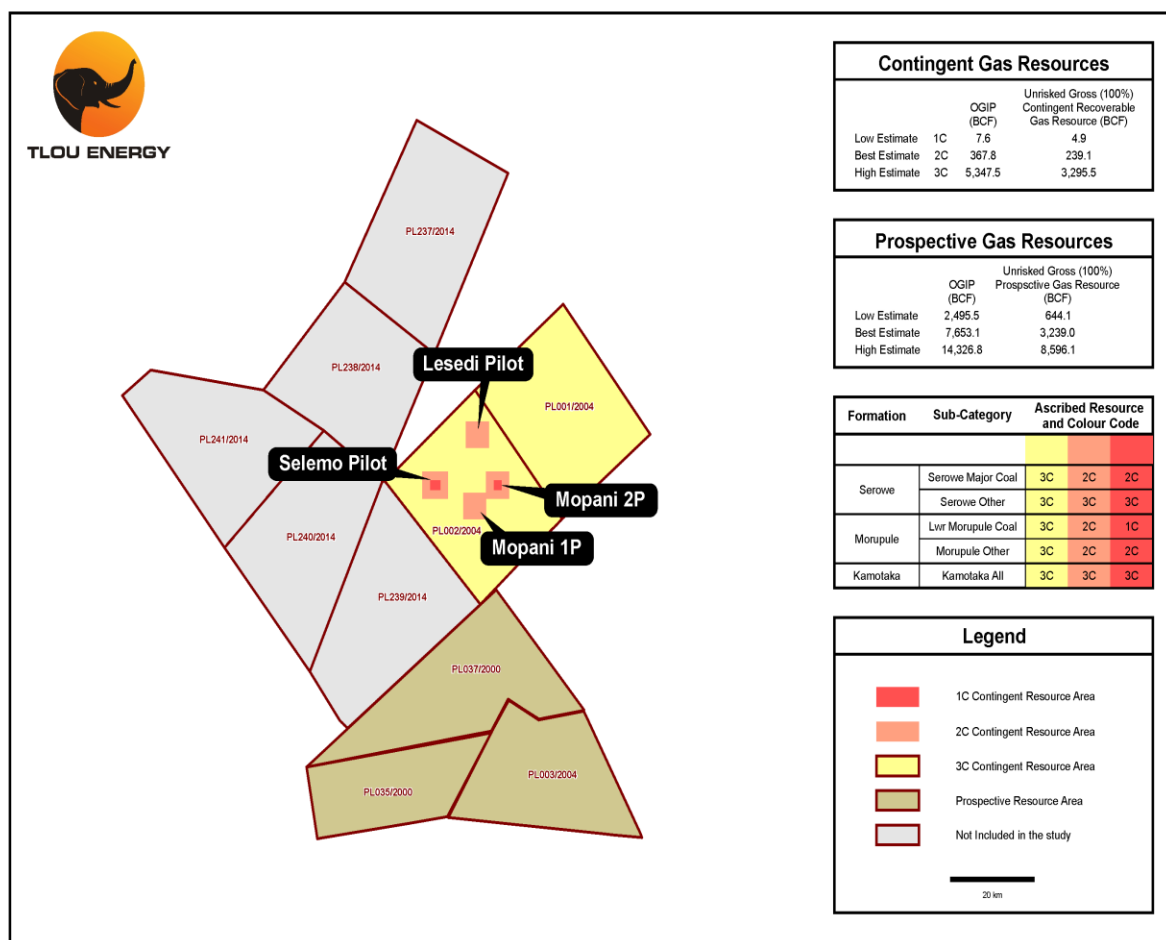 TLOU ENERGY
Contingent Gas Resources
OGIP (BCF) Unrisked Gross (100%) Contingent Recoverable Gas Resource (BCF)
Low Estimate 1C 7.6 4.9
Best Estimate 2C 367.8 239.1
High Estimate 3C 5,347.5 3,295.5
Prospective Gas Resources
OGIP (BCF) Unrisked Gross (100%) Prospsctive Gas Resource (BCF)
Low Estimate 2,495.5 644.1
Best Estimate 7,653.1 3,239.0
High Estimate 14,326.8 8,596.1
Formation Sub-Category Ascribed Resource and Colour Code
Serowe Serowe Major Coal 3C 2C 2C
Serowe Other 3C 3C 3C
Morupule Lwr Morupule Coal 3C 2C 1C
Morupule Other 3C 2C 2C
Kamotaka Kamotaka All 3C 3C 3C
Legend
1C Contingent Resource Area
2C Contingent Resource Area
3C Contingent Resource Area
Prospective Resource Area
Not Included in the study
20 km
PL237/2014
PL238/2014
Lesedi Pilot
PL001/2004
PL241/2014
Selemo Pilot
Mopani 2P
PL002/2004
PL240/2014
Mopani 1P
PL239/2014
PL037/2000
PL003/2004
PL035/2000